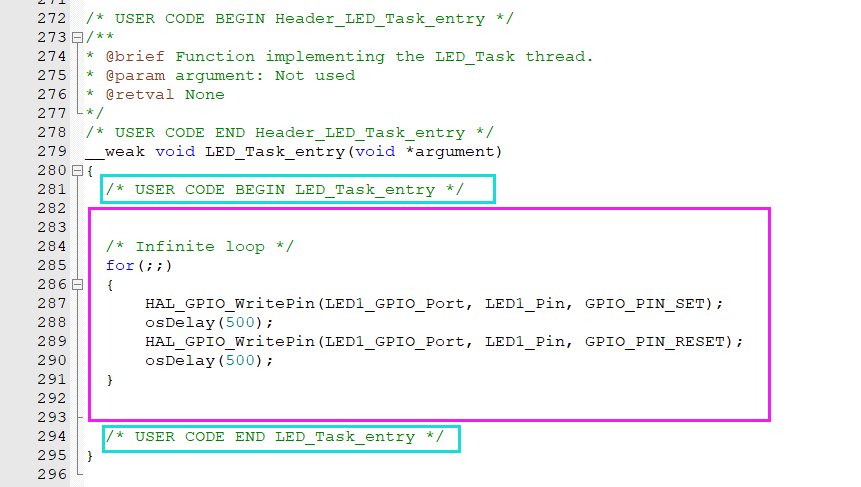 271
272 /* USER CODE BEGIN Header_LED_Task_entry */
273 /**
274 * @brief Function implementing the LED_Task thread.
275 * @param argument: Not used
276 * @retval None
277 */
278 /* USER CODE END Header_LED_Task_entry */
279 __weak void LED_Task_entry(void *argument)
280 {
281 /* USER CODE BEGIN LED_Task_entry */
282
283
284 /* Infinite loop */
285 for(;;)
286 {
287 HAL_GPIO_WritePin(LED1_GPIO_Port, LED1_Pin, GPIO_PIN_SET);
288 osDelay(500);
289 HAL_GPIO_WritePin(LED1_GPIO_Port, LED1_Pin, GPIO_PIN_RESET);
290 osDelay(500);
291 }
292
293
294 /* USER CODE END LED_Task_entry */
295 }
296